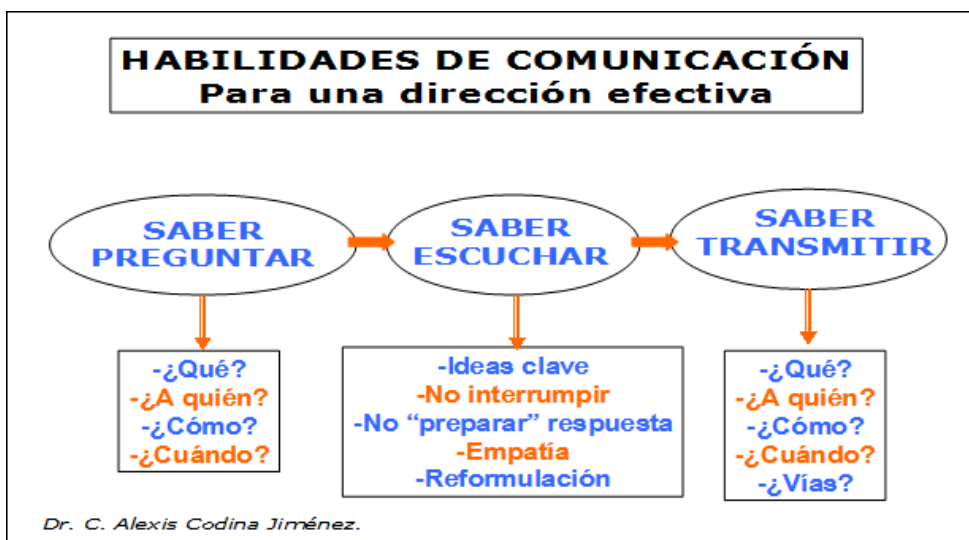 HABILIDADES DE COMUNICACIÓN
Para una dirección efectiva
SABER
PREGUNTAR
SABER
ESCUCHAR
SABER
TRANSMITIR
-¿Qué?
-¿A quién?
-¿Cómo?
-¿Cuándo?
-Ideas clave
-No interrumpir
-No “preparar” respuesta
-Empatía
-Reformulación
-¿Qué?
-¿A quién?
-¿Cómo?
-¿Cuándo?
-¿Vías?
Dr. C. Alexis Codina Jiménez.